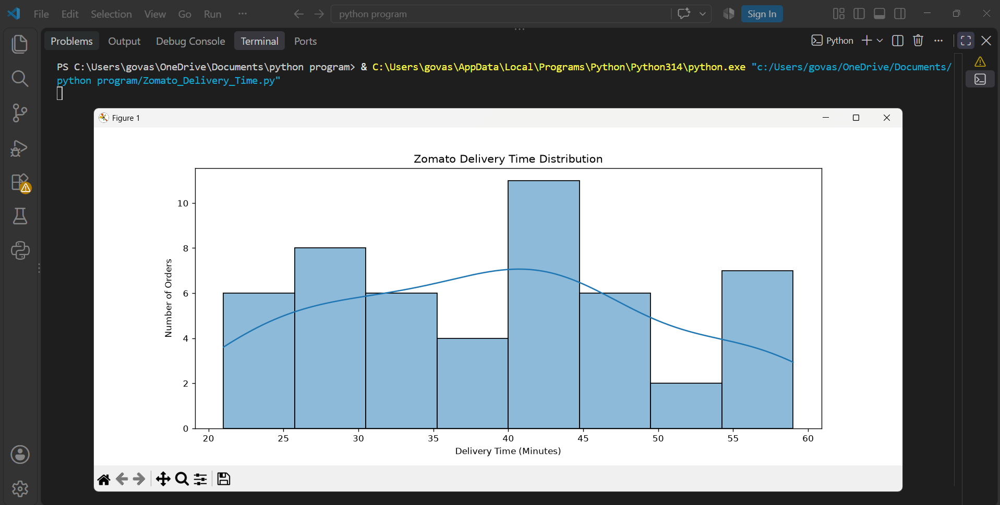 File Edit Selection View Go Run ··· python program Sign In
Problems Output Debug Console Terminal Ports Python
PS C:\Users\govas\OneDrive\Documents\python program> & C:\Users\govas\AppData\Local\Programs\Python\Python314\python.exe "c:/Users/govas/OneDrive/Documents/
python program/Zomato_Delivery_Time.py"
Figure 1
Zomato Delivery Time Distribution
10
8
6
4
2
0
Number of Orders
20 25 30 35 40 45 50 55 60
Delivery Time (Minutes)